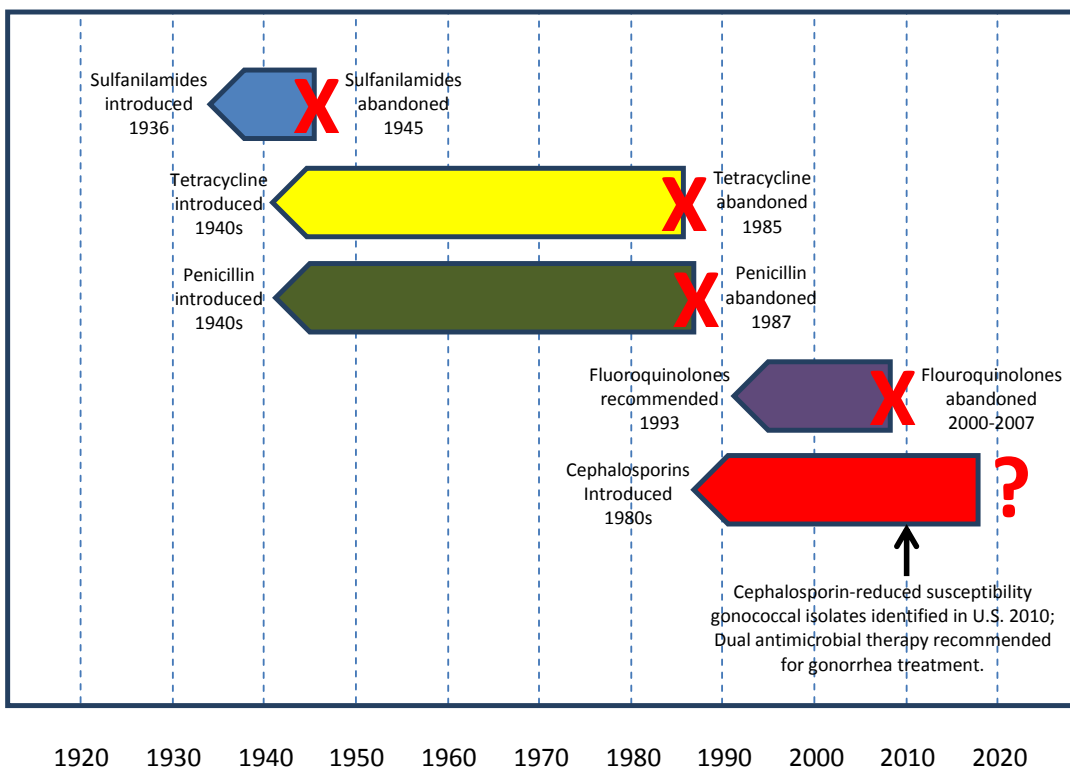 Sulfanilamides
introduced
1936
X
Sulfanilamides
abandoned
1945
Tetracycline
introduced
1940s
X
Tetracycline
abandoned
1985
Penicillin
introduced
1940s
X
Penicillin
abandoned
1987
Fluoroquinolones
recommended
1993
X
Flouroquinolones
abandoned
2000-2007
Cephalosporins
Introduced
1980s
?
Cephalosporin-reduced susceptibility
gonococcal isolates identified in U.S. 2010;
Dual antimicrobial therapy recommended
for gonorrhea treatment.
1920 1930 1940 1950 1960 1970 1980 1990 2000 2010 2020